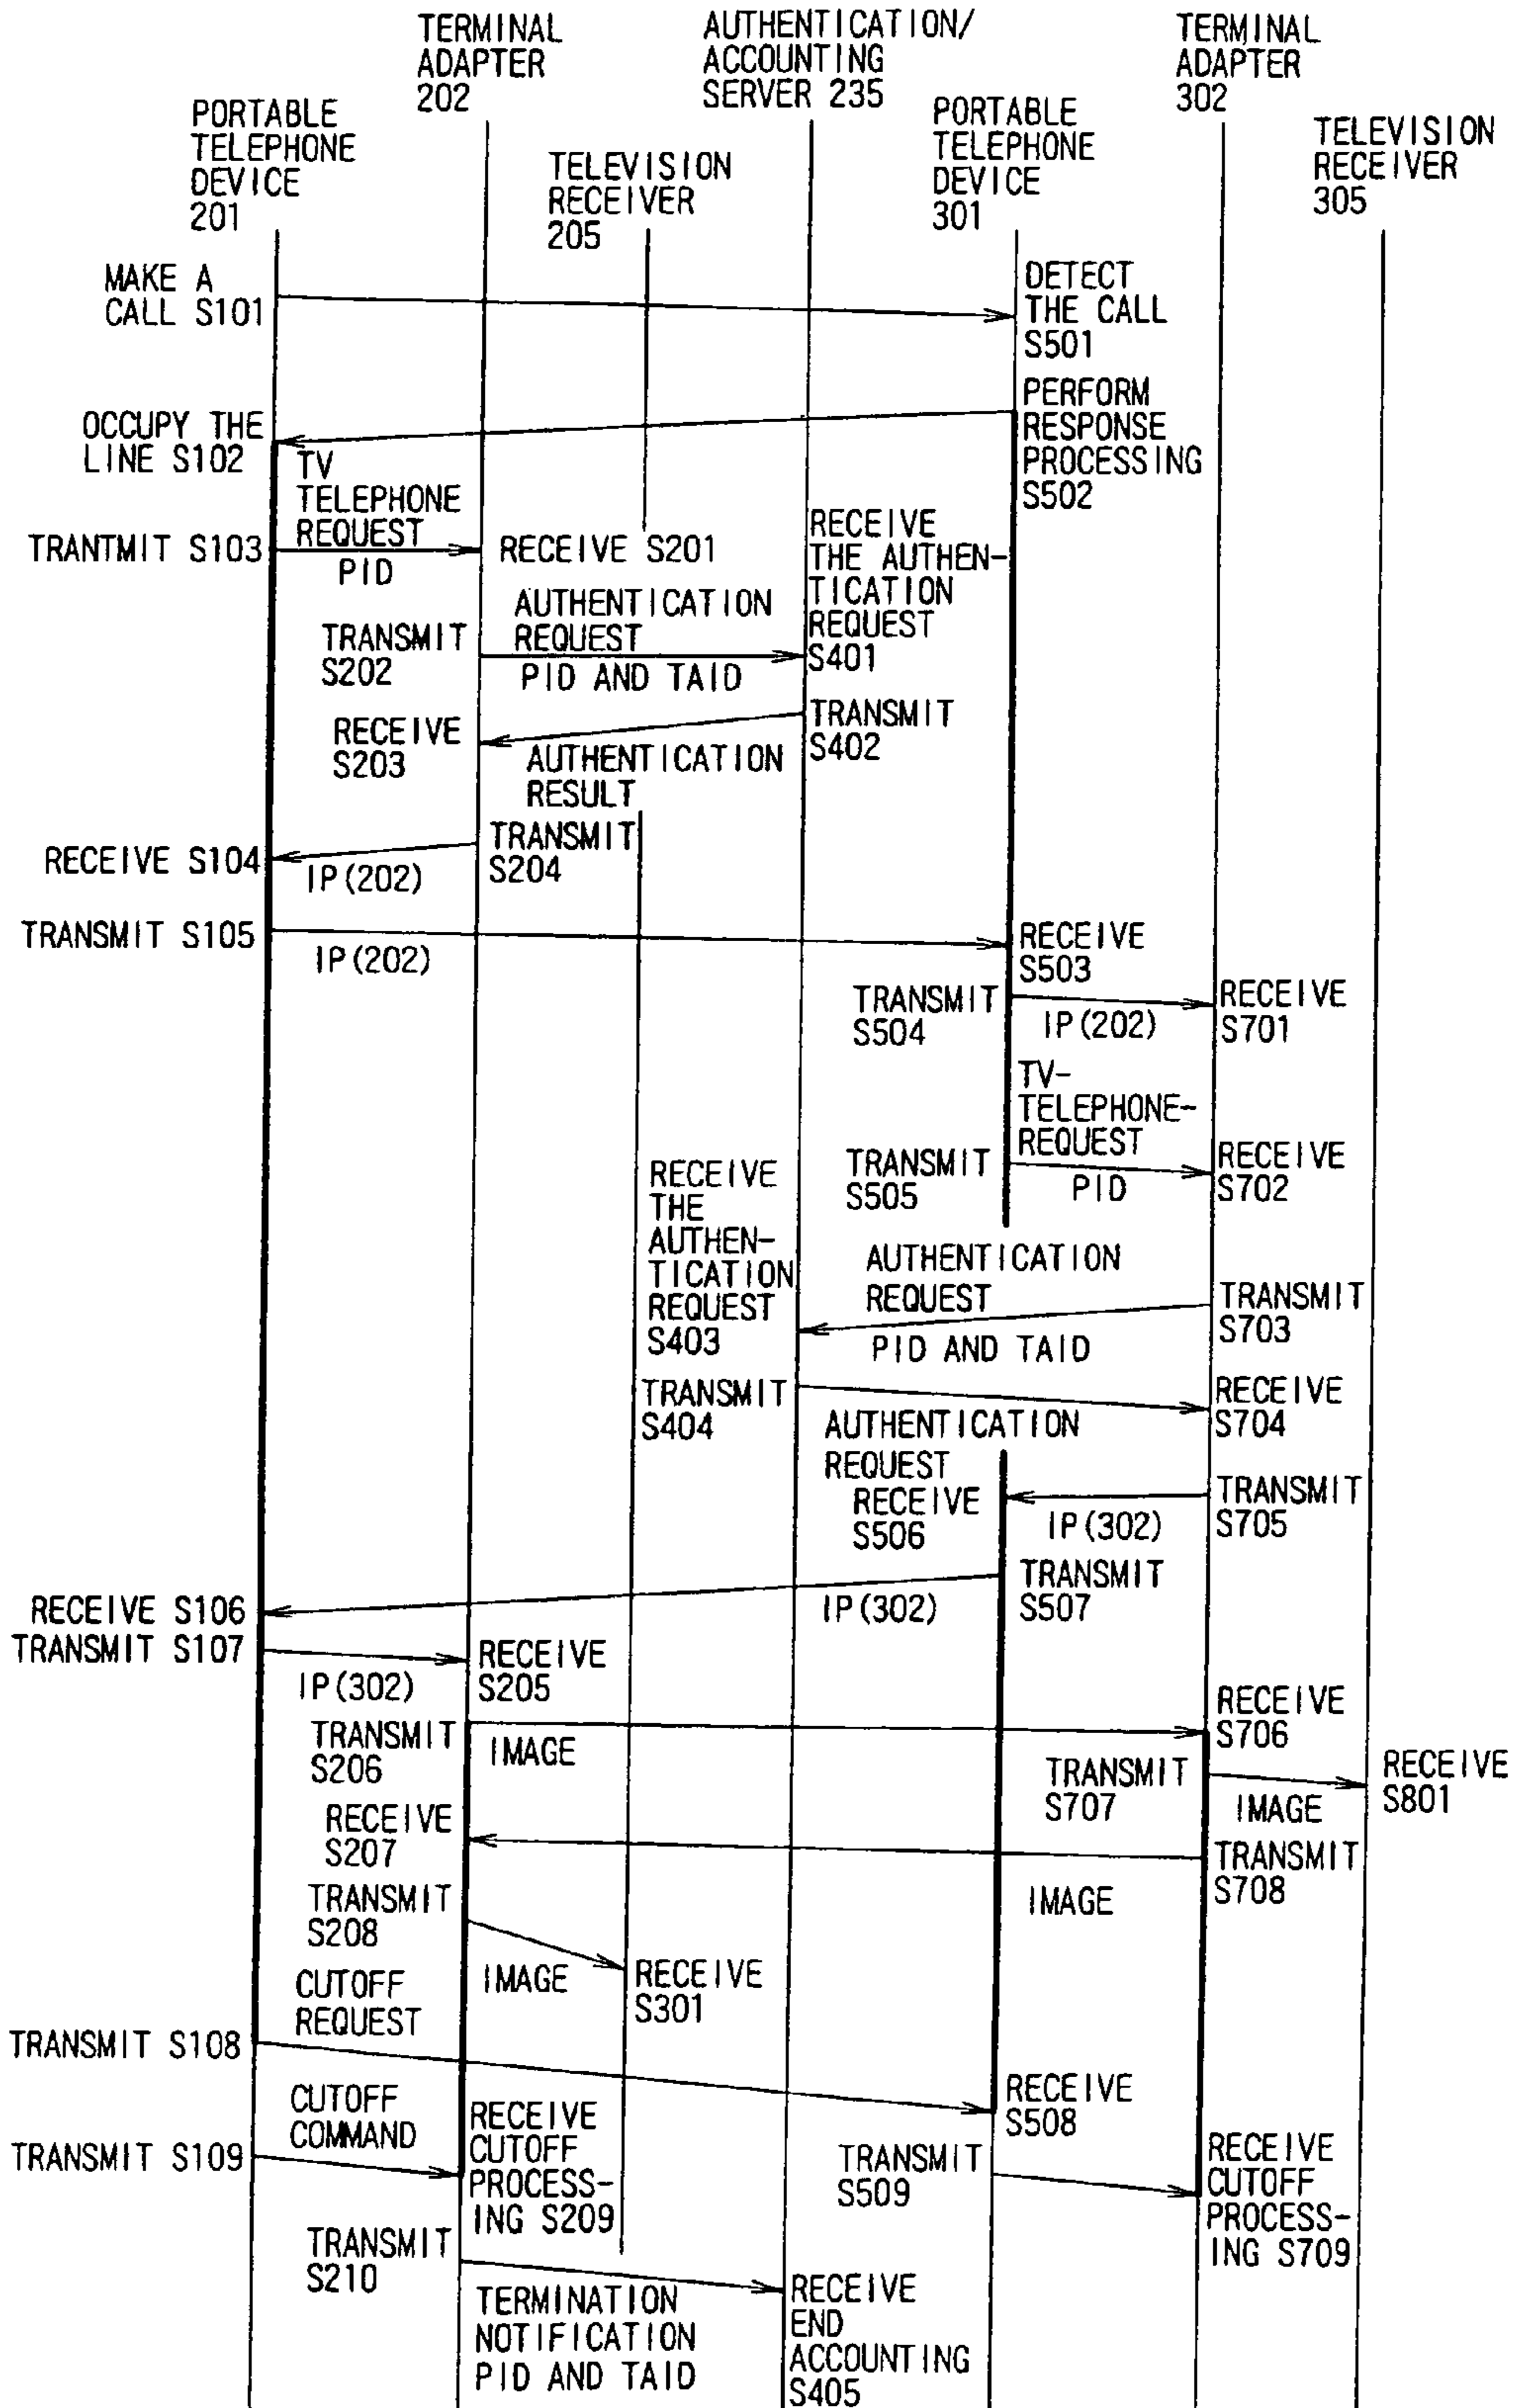 TERMINAL
ADAPTER
202
AUTHENTICATION/
ACCOUNTING
SERVER 235
TERMINAL
ADAPTER
302
PORTABLE
TELEPHONE
DEVICE
201
TELEVISION
RECEIVER
205
PORTABLE
TELEPHONE
DEVICE
301
TELEVISION
RECEIVER
305
MAKE A
CALL S101
DETECT
THE CALL
S501
OCCUPY THE
LINE S102
PERFORM
RESPONSE
PROCESSING
S502
TV
TELEPHONE
REQUEST
PID
TRANTMIT S103
RECEIVE S201
RECEIVE
THE AUTHEN-
TICATION
REQUEST
S401
TRANSMIT
S202
AUTHENTICATION
REQUEST
PID AND TAID
RECEIVE
S203
TRANSMIT
S402
AUTHENTICATION
RESULT
RECEIVE S104
TRANSMIT
S204
IP(202)
TRANSMIT S105
IP(202)
RECEIVE
S503
TRANSMIT
S504
IP(202)
RECEIVE
S701
TV-
TELEPHONE-
REQUEST
PID
TRANSMIT
S505
RECEIVE
S702
RECEIVE
THE
AUTHEN-
TICATION
REQUEST
S403
AUTHENTICATION
REQUEST
PID AND TAID
TRANSMIT
S703
TRANSMIT
S404
RECEIVE
S704
AUTHENTICATION
REQUEST
RECEIVE
S506
IP(302)
TRANSMIT
S705
RECEIVE S106
IP(302)
TRANSMIT
S507
TRANSMIT S107
IP(302)
RECEIVE
S205
TRANSMIT
S206
IMAGE
RECEIVE
S706
TRANSMIT
S707
IMAGE
RECEIVE
S801
RECEIVE
S207
IMAGE
TRANSMIT
S708
TRANSMIT
S208
IMAGE
RECEIVE
S301
CUTOFF
REQUEST
TRANSMIT S108
RECEIVE
S508
CUTOFF
COMMAND
TRANSMIT S109
RECEIVE
CUTOFF
PROCESS-
ING S209
TRANSMIT
S509
RECEIVE
CUTOFF
PROCESS-
ING S709
TRANSMIT
S210
TERMINATION
NOTIFICATION
PID AND TAID
RECEIVE
END
ACCOUNTING
S405